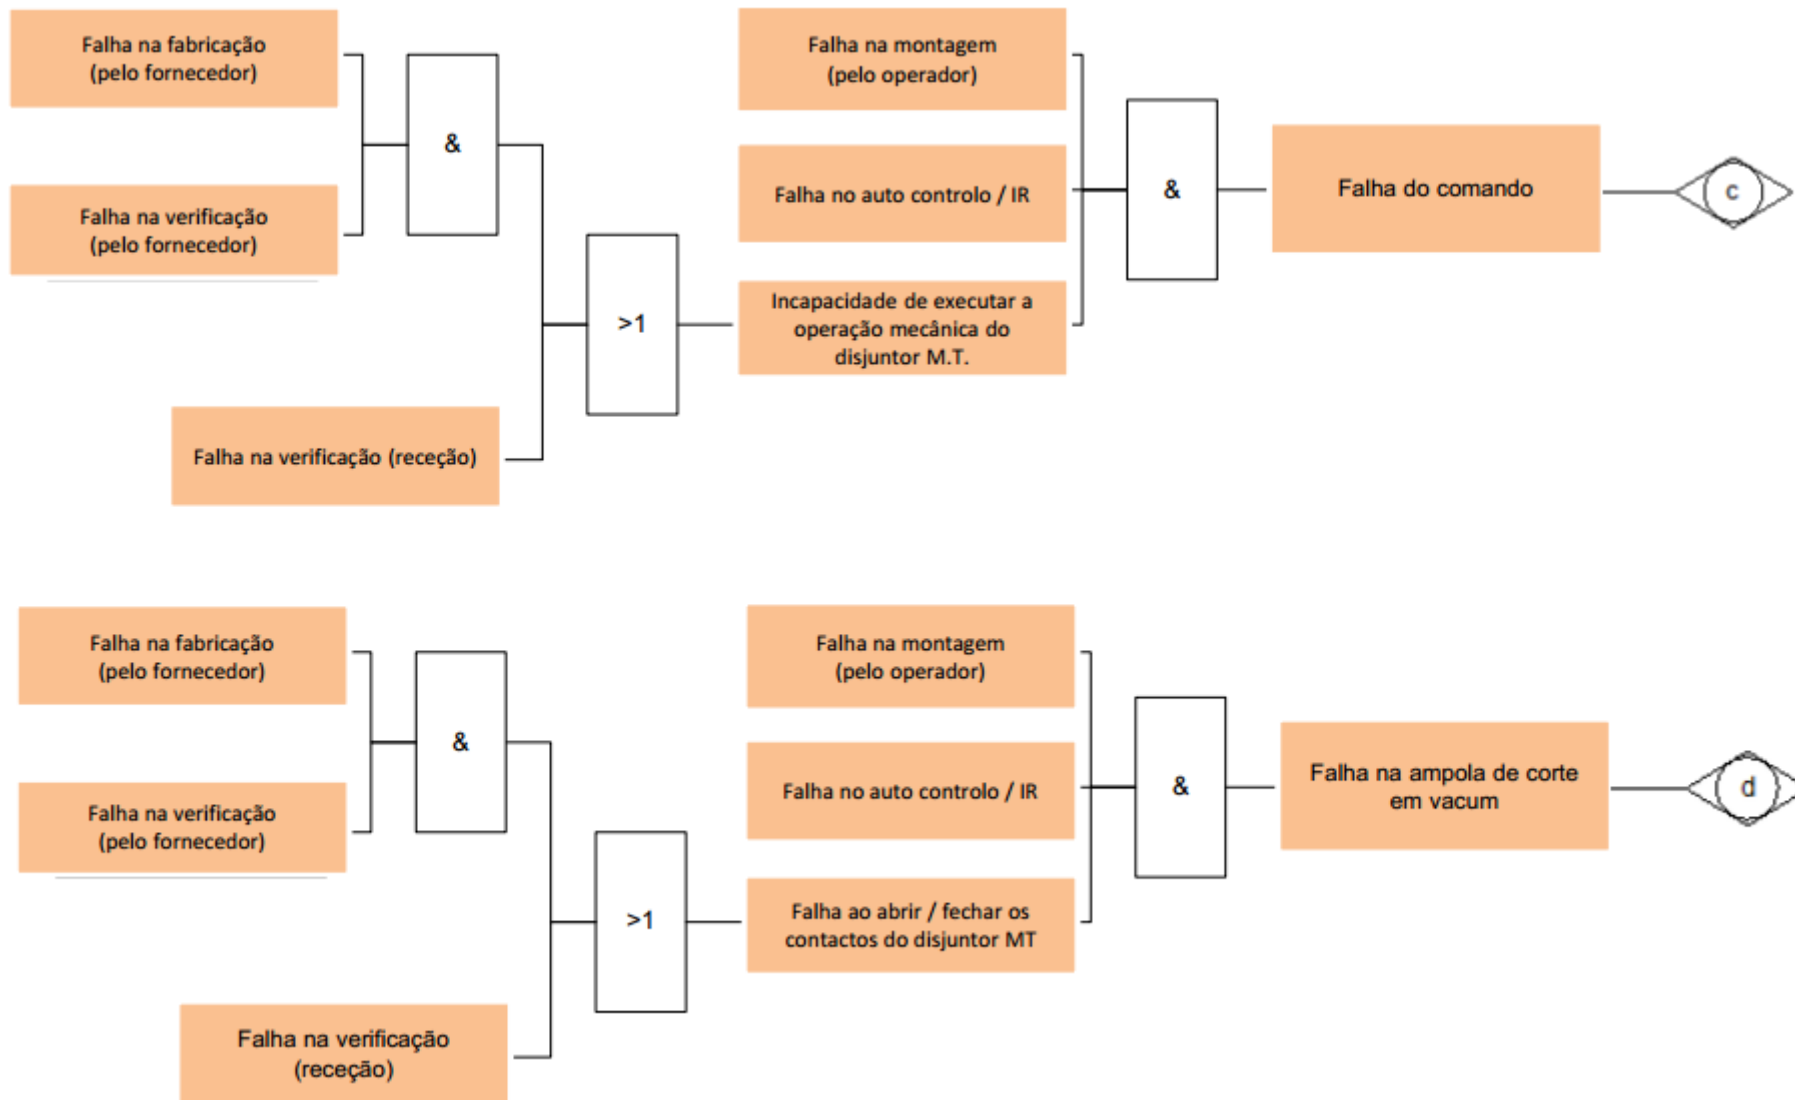 Falha na fabricação
(pelo fornecedor)
&
Falha na verificação
(pelo fornecedor)
>1
Falha na verificação (receção)
Falha na montagem
(pelo operador)
Falha no auto controlo / IR
Incapacidade de executar a
operação mecânica do
disjuntor M.T.
&
Falha do comando
c
Falha na fabricação
(pelo fornecedor)
&
Falha na verificação
(pelo fornecedor)
>1
Falha na verificação
(receção)
Falha na montagem
(pelo operador)
Falha no auto controlo / IR
Falha ao abrir / fechar os
contactos do disjuntor MT
&
Falha na ampola de corte
em vacum
d